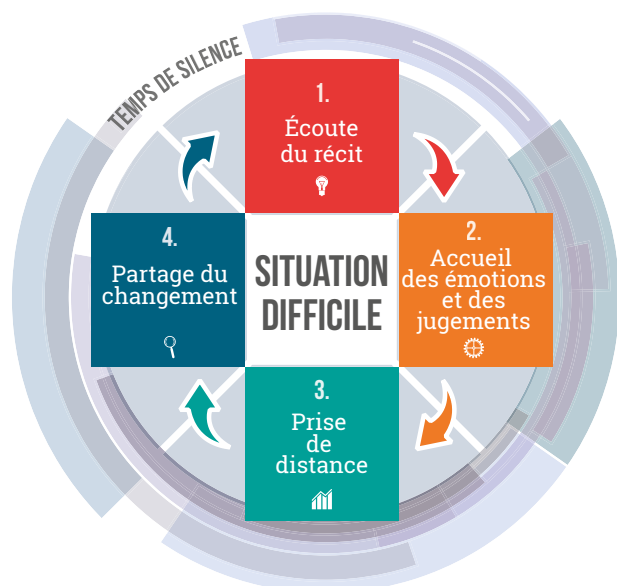 TEMPS DE SILENCE
1.
Écoute
du récit
2.
Accueil
des émotions
et des
jugements
SITUATION
DIFFICILE
4.
Partage du
changement
3.
Prise
de
distance